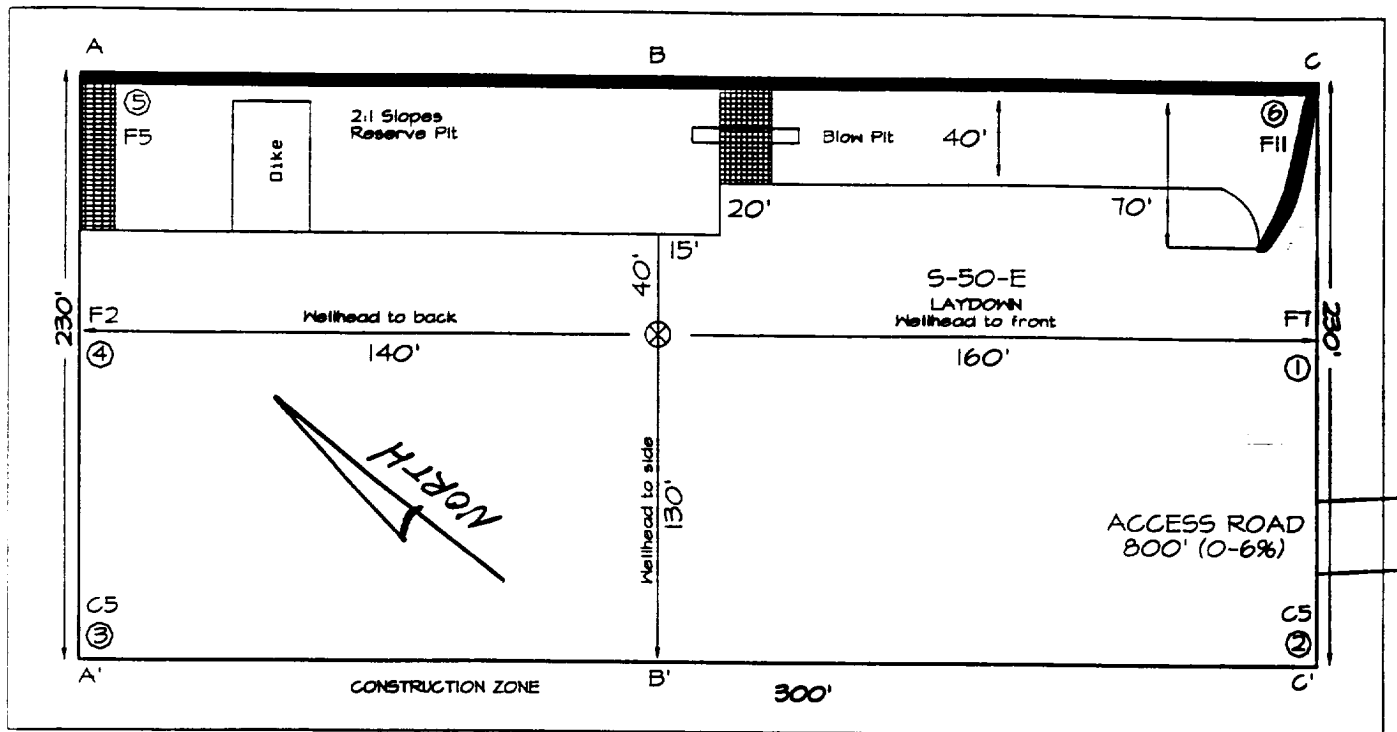 A B C
⑤ 2:1 Slopes ⑥
F5 Reserve Pit Blow Pit 40' F11
Dike
20' 70'
15'
40' S-50-E
LAYDOWN
F2 Wellhead to back Wellhead to front F7
230' 230'
④ 140' 160' ①
NORTH
Wellhead to side
130'
ACCESS ROAD
800' (0-6%)
C5 C5
③ ②
A' CONSTRUCTION ZONE B' 300' C'